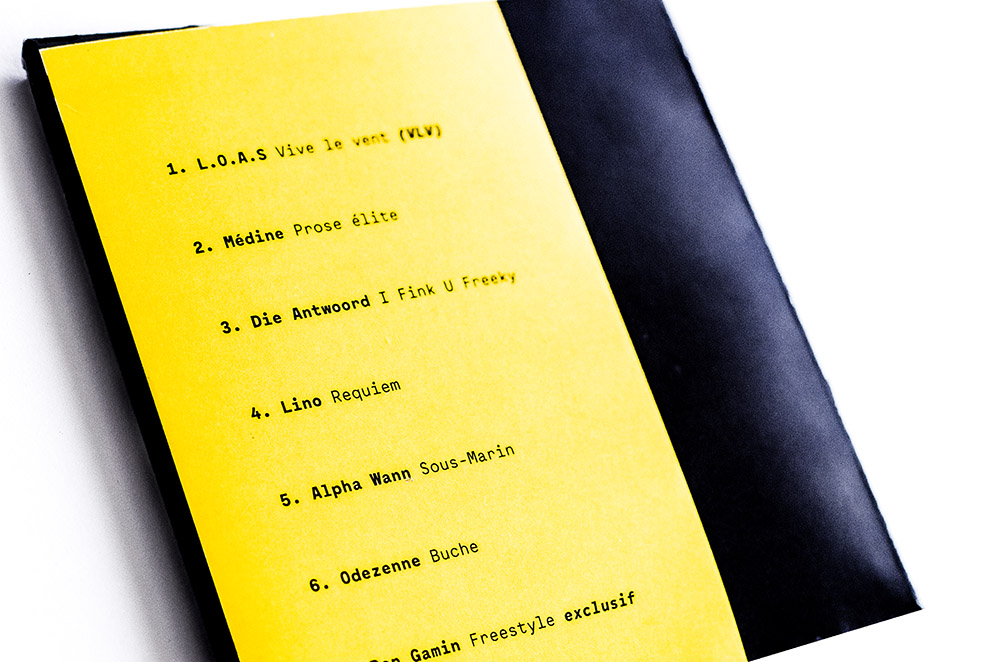 1. L.O.A.S Vive le vent (VLV)
2. Médine Prose élite
3. Die Antwoord I Fink U Freeky
4. Lino Requiem
5. Alpha Wann Sous-Marin
6. Odezenne Buche
Gamin Freestyle exclusif